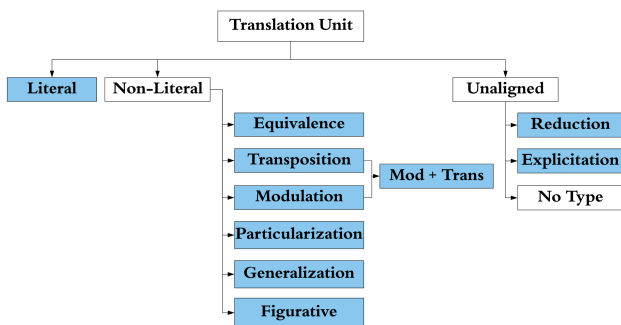 Translation Unit
Literal
Non-Literal
Unaligned
Equivalence
Transposition
Modulation
Mod + Trans
Particularization
Generalization
Figurative
Reduction
Explicitation
No Type